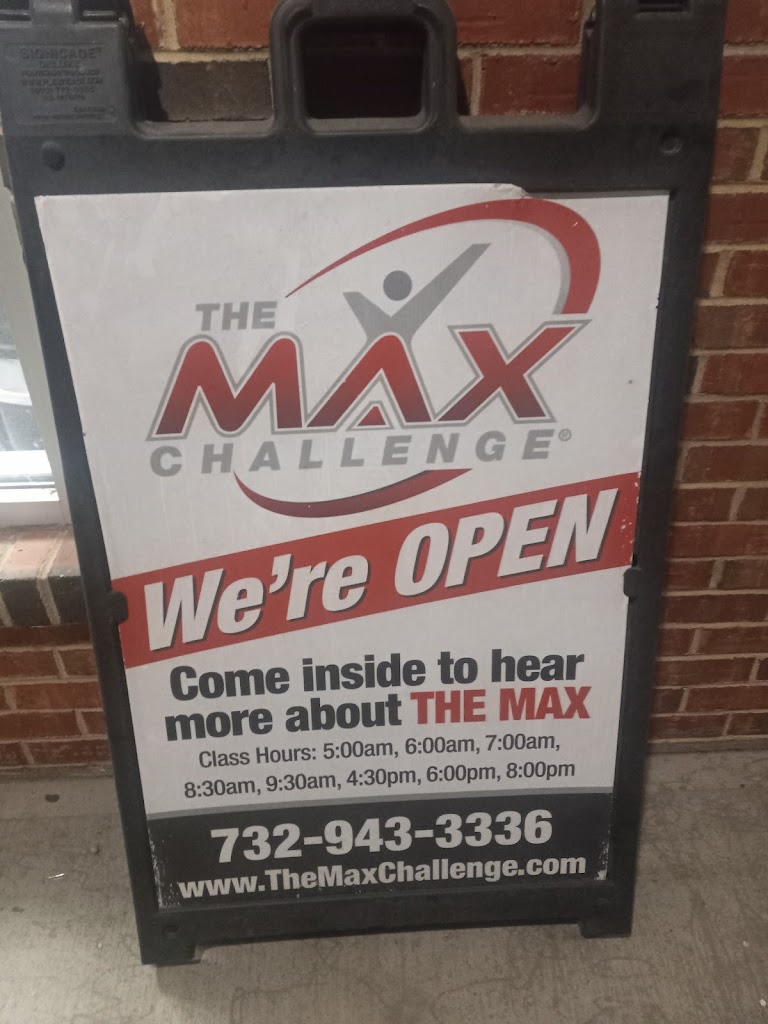 SIGNICADE
THE
MAX
CHALLENGE®
We're OPEN
Come inside to hear
more about THE MAX
Class Hours: 5:00am, 6:00am, 7:00am,
8:30am, 9:30am, 4:30pm, 6:00pm, 8:00pm
732-943-3336
www.TheMaxChallenge.com